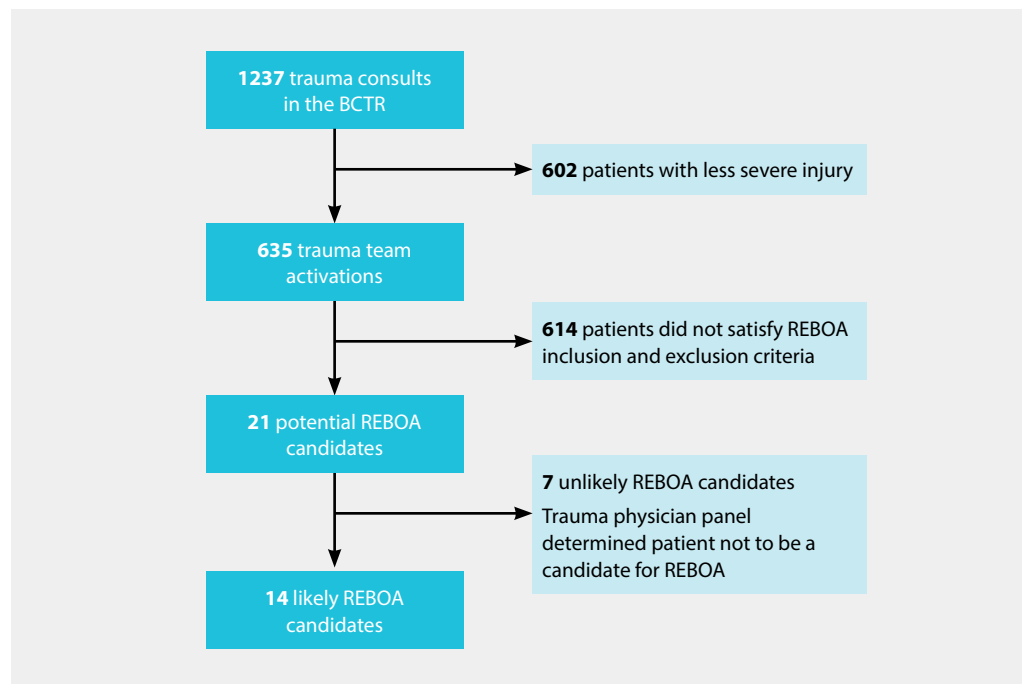 1237 trauma consults
in the BCTR
602 patients with less severe injury
635 trauma team
activations
614 patients did not satisfy REBOA
inclusion and exclusion criteria
21 potential REBOA
candidates
7 unlikely REBOA candidates
Trauma physician panel
determined patient not to be a
candidate for REBOA
14 likely REBOA
candidates